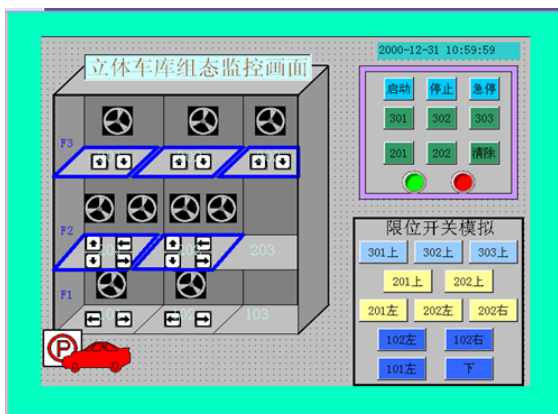 2000-12-31 10:59:59
立体车库组态监控画面
启动 停止 急停
301 302 303
201 202 清除
F3
F2
203
F1
103
限位开关模拟
301上 302上 303上
201上 202上
201左 202左 202右
102左 102右
101左 下
P